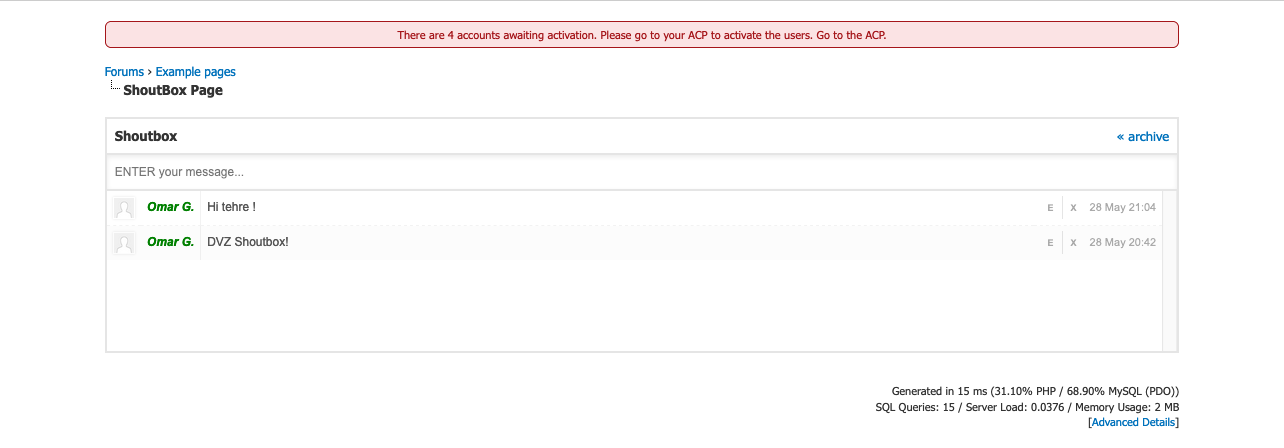 There are 4 accounts awaiting activation. Please go to your ACP to activate the users. Go to the ACP.
Forums › Example pages
ShoutBox Page
Shoutbox « archive
ENTER your message...
Omar G. Hi tehre ! E X 28 May 21:04
Omar G. DVZ Shoutbox! E X 28 May 20:42
Generated in 15 ms (31.10% PHP / 68.90% MySQL (PDO))
SQL Queries: 15 / Server Load: 0.0376 / Memory Usage: 2 MB
[Advanced Details]